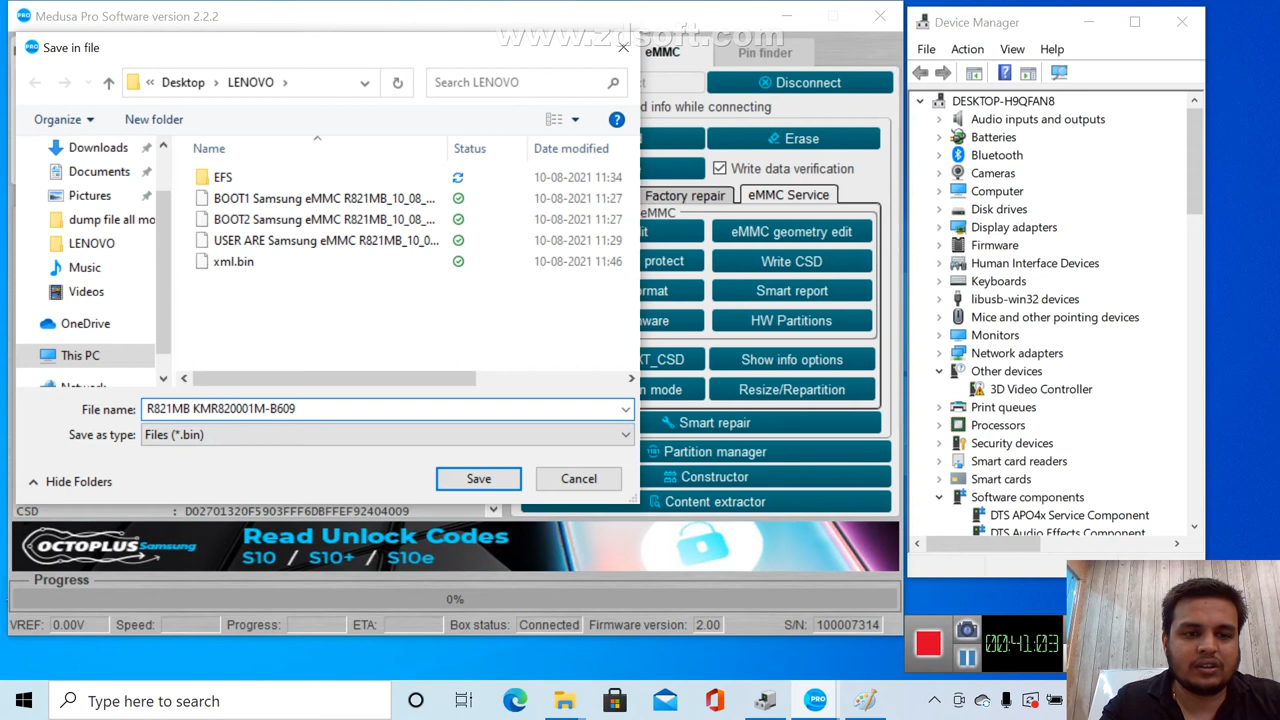 Medusa Pro Software version 2.2.2
www.zdsoft.com
Save in file
Desktop > LENOVO >
Search LENOVO
Organize
New folder
Name
Status
Date modified
Downloads
Documents
Pictures
dump file all mo
LENOVO
Music
Videos
OneDrive
This PC
EFS
10-08-2021 11:34
BOOT1 Samsung eMMC R821MB_10_08_...
10-08-2021 11:27
BOOT2 Samsung eMMC R821MB_10_08_...
10-08-2021 11:27
USER ARE Samsung eMMC R821MB_10_0...
10-08-2021 11:29
xml.bin
10-08-2021 11:46
File name: R821MB KMR820001M-B609
Save as type: Files (*.bin)
Hide Folders
Save
Cancel
eMMC
Pin finder
Disconnect
d info while connecting
Erase
Write data verification
Factory repair
eMMC Service
eMMC
eMMC geometry edit
protect
Write CSD
rmat
Smart report
ware
HW Partitions
T_CSD
Show info options
n mode
Resize/Repartition
Smart repair
Partition manager
Constructor
Content extractor
CSD : D02701320F5903FFF6DBFFEF92404009
OCTOPLUS Samsung
Read Unlock Codes
S10 / S10+ / S10e
Progress
0%
VREF: 0.00V
Speed:
Progress:
ETA:
Box status: Connected
Firmware version: 2.00
S/N: 100007314
Device Manager
File Action View Help
DESKTOP-H9QFAN8
Audio inputs and outputs
Batteries
Bluetooth
Cameras
Computer
Disk drives
Display adapters
Firmware
Human Interface Devices
Keyboards
libusb-win32 devices
Mice and other pointing devices
Monitors
Network adapters
Other devices
3D Video Controller
Print queues
Processors
Security devices
Smart card readers
Smart cards
Software components
DTS APO4x Service Component
DTS Audio Effects Component
00:41:03
Type here to search
PRO